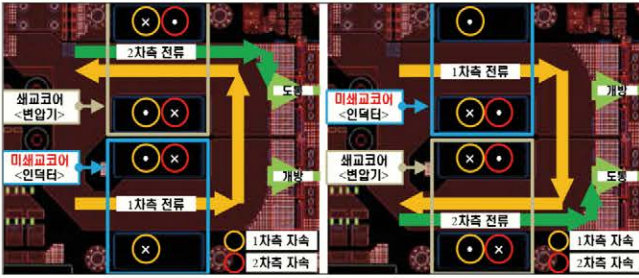 2차측 전류
쇄교코어
<변압기>
도통
미쇄교코어
<인덕터>
개방
1차측 전류
1차측 자속
2차측 자속
1차측 전류
개방
미쇄교코어
<인덕터>
쇄교코어
<변압기>
도통
2차측 전류
1차측 자속
2차측 자속